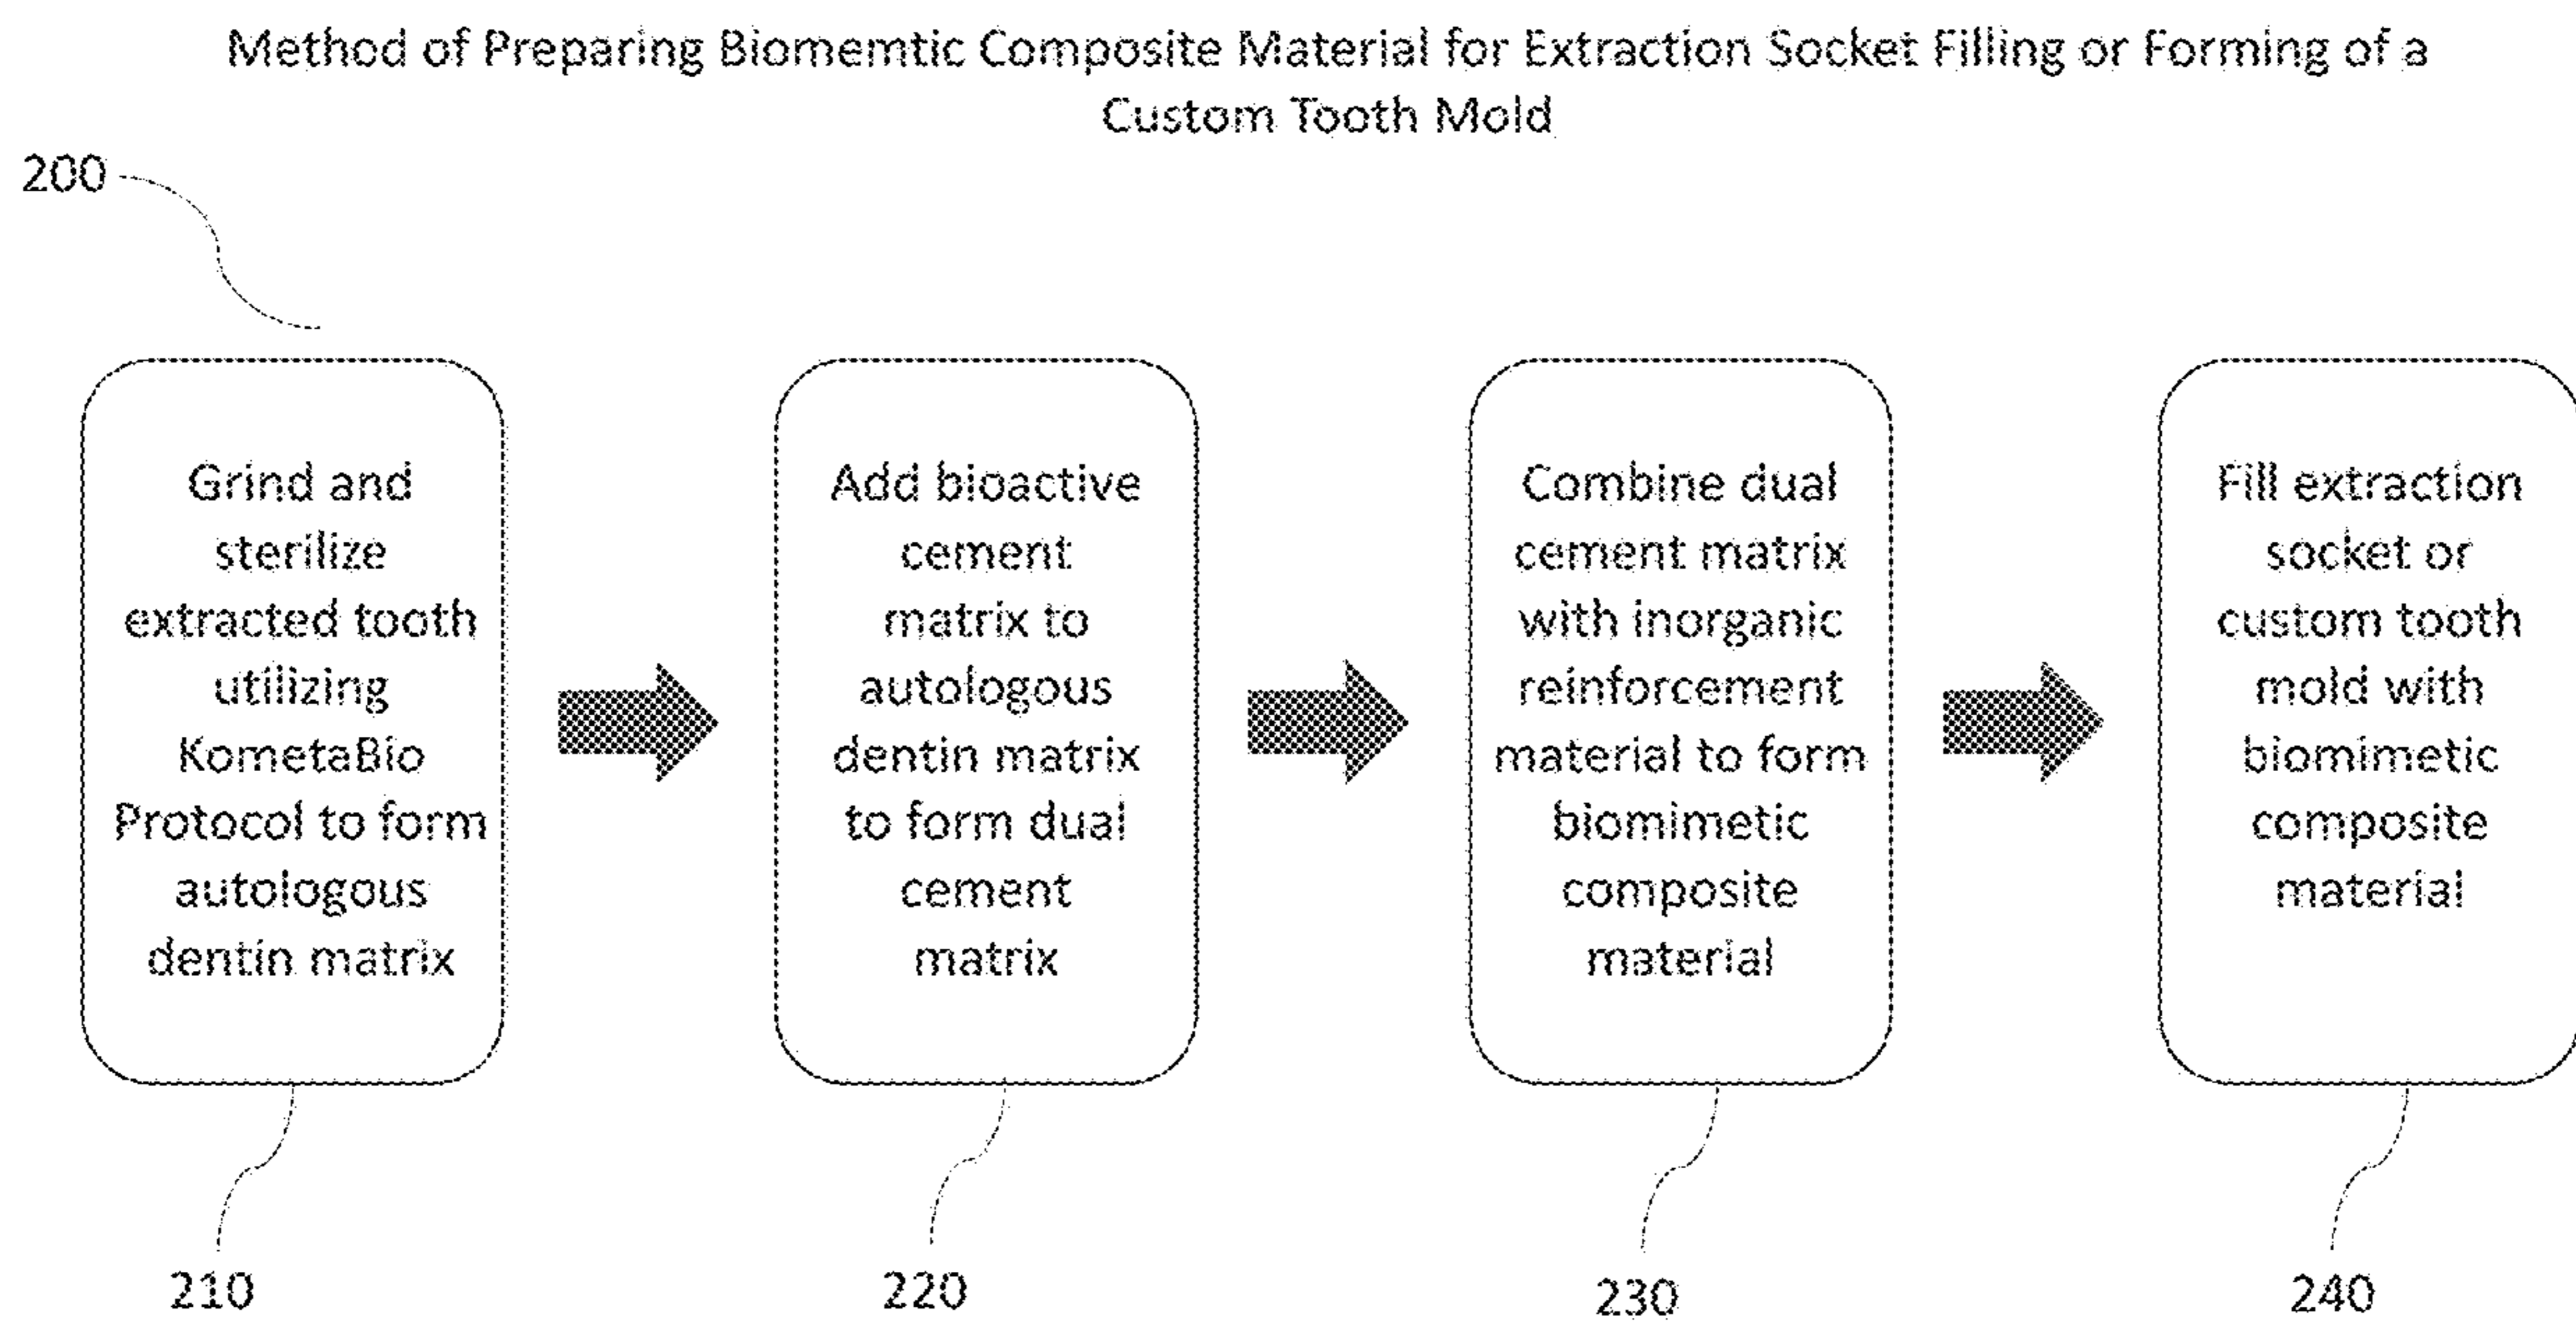 Method of Preparing Biomemtic Composite Material for Extraction Socket Filling or Forming of a
Custom Tooth Mold
200
Grind and
sterilize
extracted tooth
utilizing
KometaBio
Protocol to form
autologous
dentin matrix
Add bioactive
cement
matrix to
autologous
dentin matrix
to form dual
cement
matrix
Combine dual
cement matrix
with inorganic
reinforcement
material to form
biomimetic
composite
material
Fill extraction
socket or
custom tooth
mold with
biomimetic
composite
material
210
220
230
240